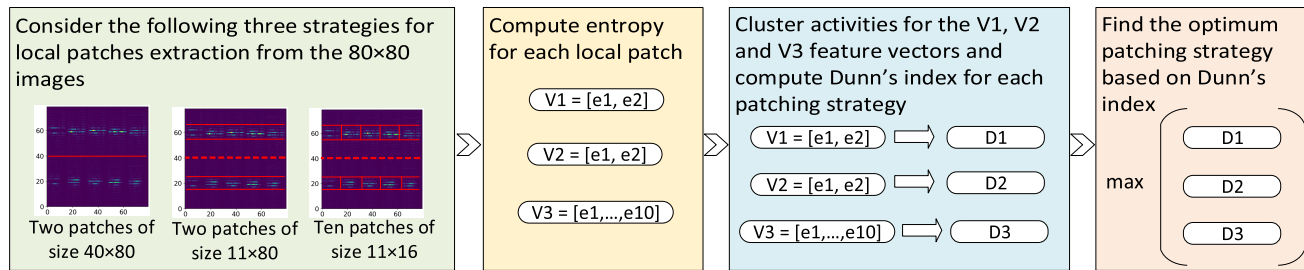 Consider the following three strategies for
local patches extraction from the 80×80
images
60
40
20
0
0 20 40 60
60
40
20
0
0 20 40 60
60
40
20
0
0 20 40 60
Two patches of
size 40×80
Two patches of
size 11×80
Ten patches of
size 11×16
Compute entropy
for each local patch
V1 = [e1, e2]
V2 = [e1, e2]
V3 = [e1,...,e10]
Cluster activities for the V1, V2
and V3 feature vectors and
compute Dunn’s index for each
patching strategy
V1 = [e1, e2] D1
V2 = [e1, e2] D2
V3 = [e1,...,e10] D3
Find the optimum
patching strategy
based on Dunn’s
index
max
D1
D2
D3